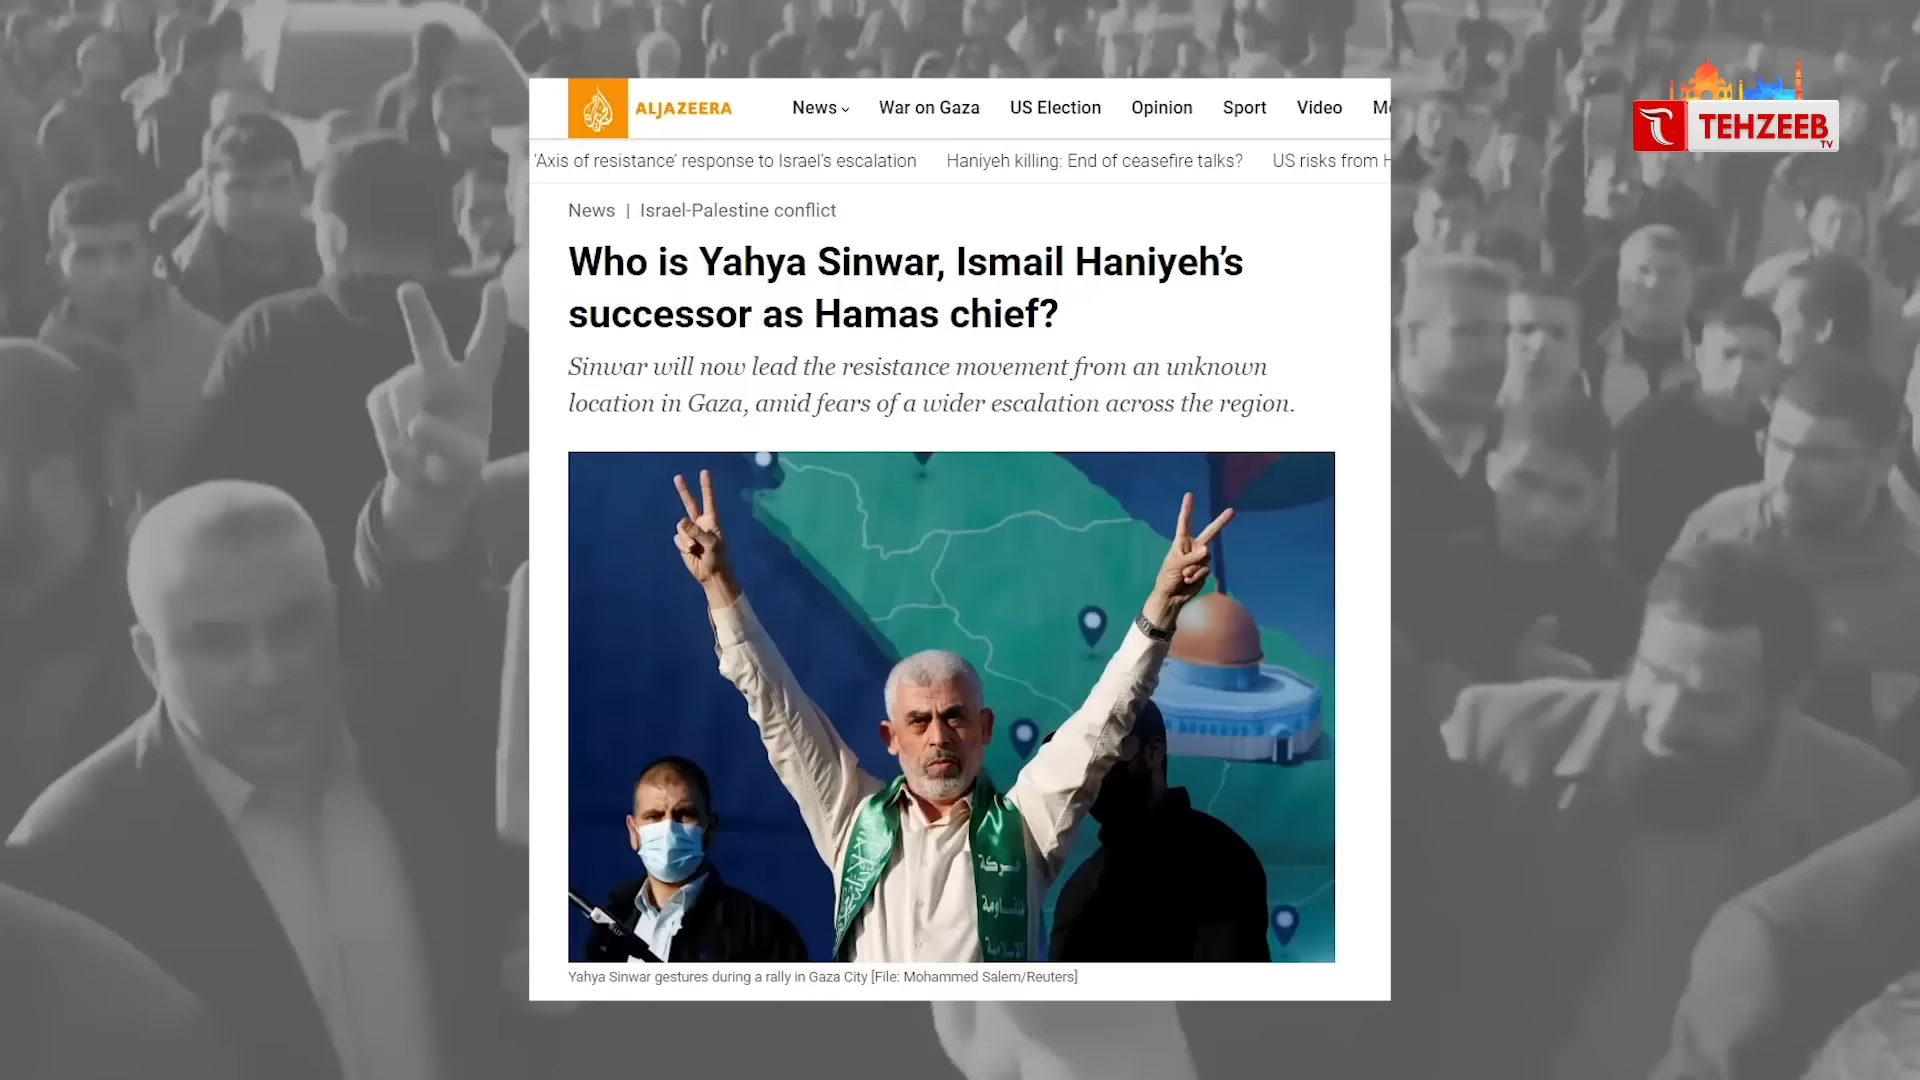 ALJAZEERA
News
War on Gaza
US Election
Opinion
Sport
Video
TEHZEEB
TV
'Axis of resistance' response to Israel's escalation
Haniyeh killing: End of ceasefire talks?
US risks from
News | Israel-Palestine conflict
Who is Yahya Sinwar, Ismail Haniyeh's
successor as Hamas chief?
Sinwar will now lead the resistance movement from an unknown
location in Gaza, amid fears of a wider escalation across the region.
حركة
المقاومة
الاسلامية
Yahya Sinwar gestures during a rally in Gaza City [File: Mohammed Salem/Reuters]